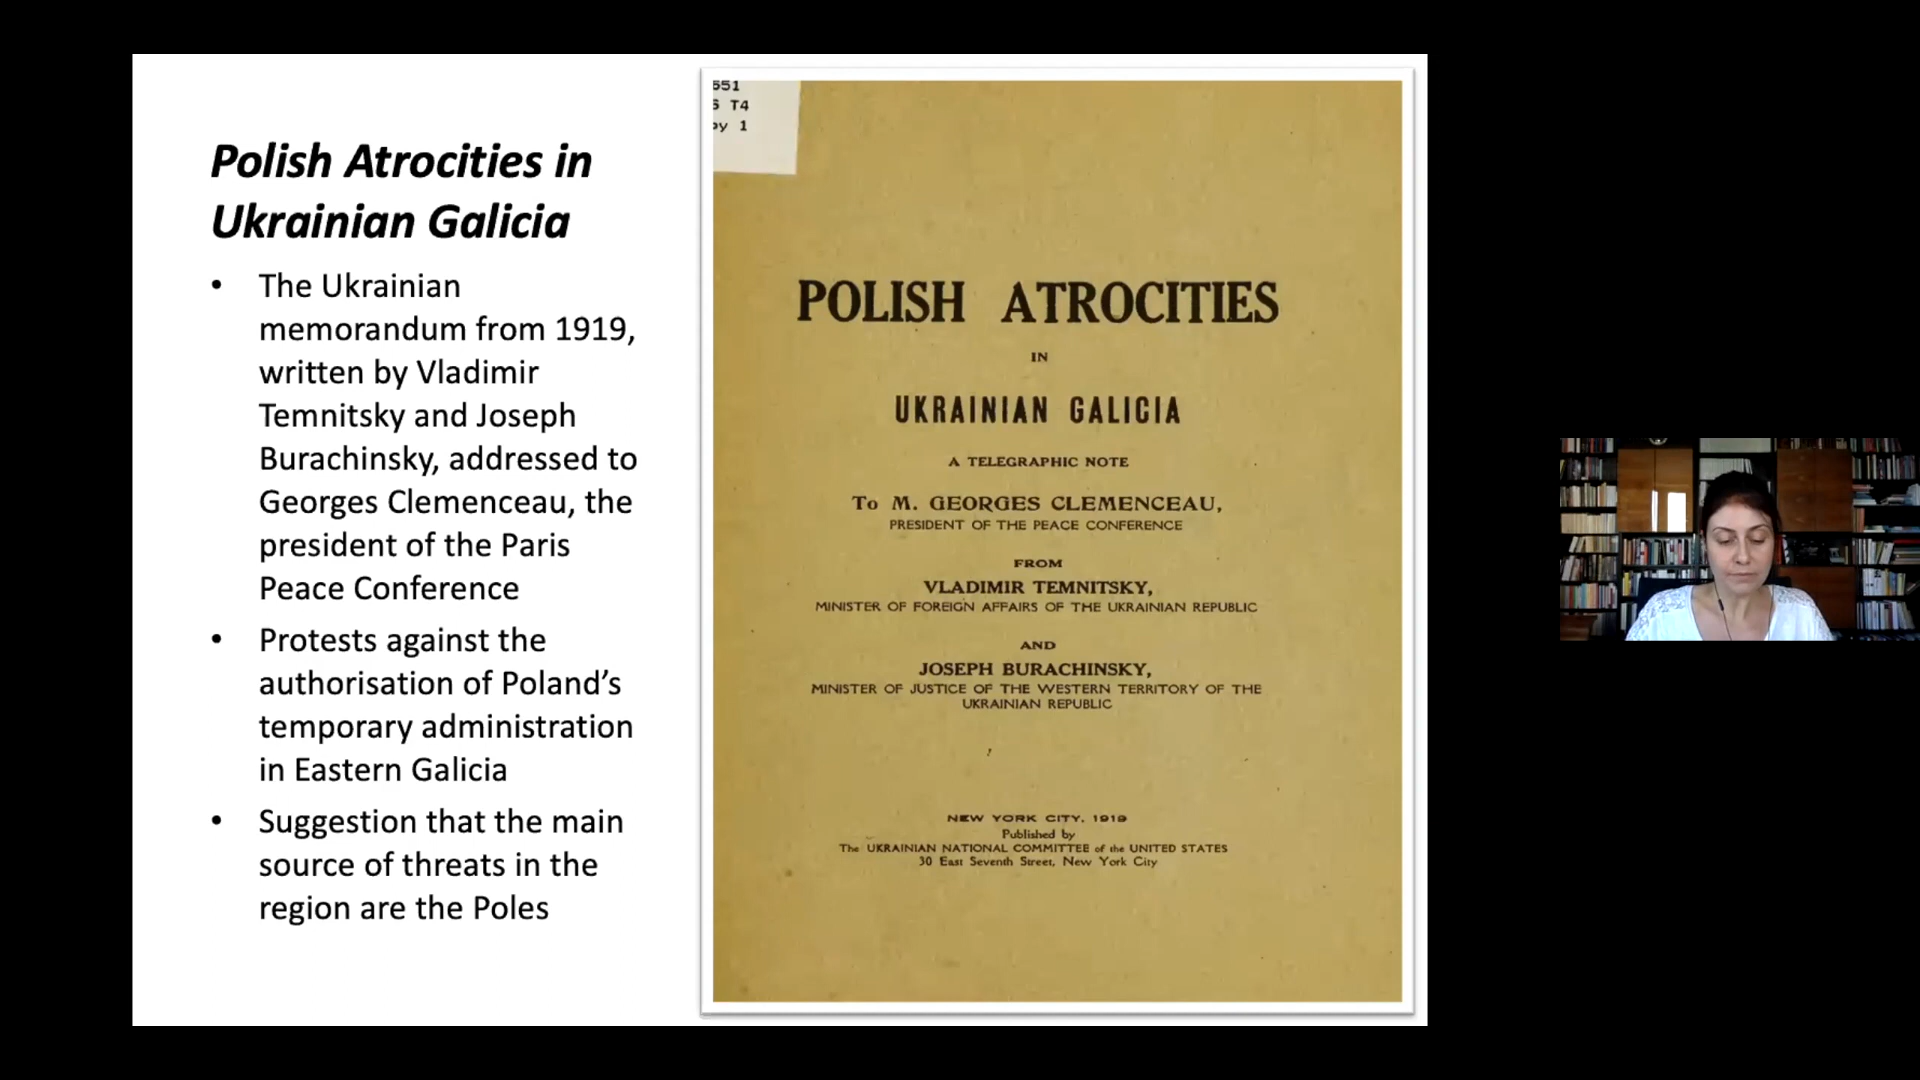 Polish Atrocities in
Ukrainian Galicia
• The Ukrainian
memorandum from 1919,
written by Vladimir
Temnitsky and Joseph
Burachinsky, addressed to
Georges Clemenceau, the
president of the Paris
Peace Conference
• Protests against the
authorisation of Poland’s
temporary administration
in Eastern Galicia
• Suggestion that the main
source of threats in the
region are the Poles
551
6 T4
py 1
POLISH ATROCITIES
IN
UKRAINIAN GALICIA
A TELEGRAPHIC NOTE
To M. GEORGES CLEMENCEAU,
PRESIDENT OF THE PEACE CONFERENCE
FROM
VLADIMIR TEMNITSKY,
MINISTER OF FOREIGN AFFAIRS OF THE UKRAINIAN REPUBLIC
AND
JOSEPH BURACHINSKY,
MINISTER OF JUSTICE OF THE WESTERN TERRITORY OF THE
UKRAINIAN REPUBLIC
NEW YORK CITY, 1919
Published by
The UKRAINIAN NATIONAL COMMITTEE of the UNITED STATES
30 East Seventh Street, New York City